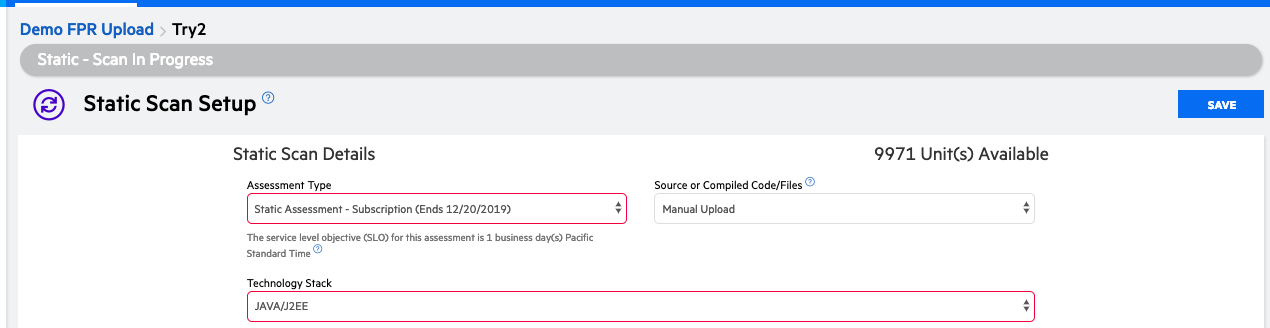 Demo FPR Upload > Try2
Static - Scan In Progress
Static Scan Setup ?
SAVE
Static Scan Details
9971 Unit(s) Available
Assessment Type
Source or Compiled Code/Files ?
Static Assessment - Subscription (Ends 12/20/2019)
Manual Upload
The service level objective (SLO) for this assessment is 1 business day(s) Pacific
Standard Time ?
Technology Stack
JAVA/J2EE